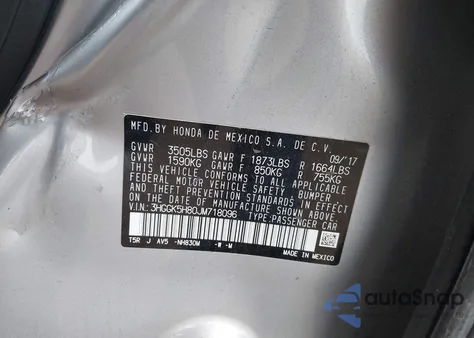 MFD. BY HONDA DE MEXICO S.A. DE C.V. 09/'17
GVWR 3505LBS GAWR F 1873LBS R 1664LBS
GVWR 1590KG GAWR F 850KG R 755KG
THIS VEHICLE CONFORMS TO ALL APPLICABLE
FEDERAL MOTOR VEHICLE SAFETY, BUMPER
AND THEFT PREVENTION STANDARDS IN EFFECT
ON THE DATE OF MANUFACTURE SHOWN ABOVE.
V.I.N.: 3HGGK5H80JM718096 TYPE: PASSENGER CAR
T5R J AV5 -NH830M -W -M MADE IN MEXICO
autoSnap